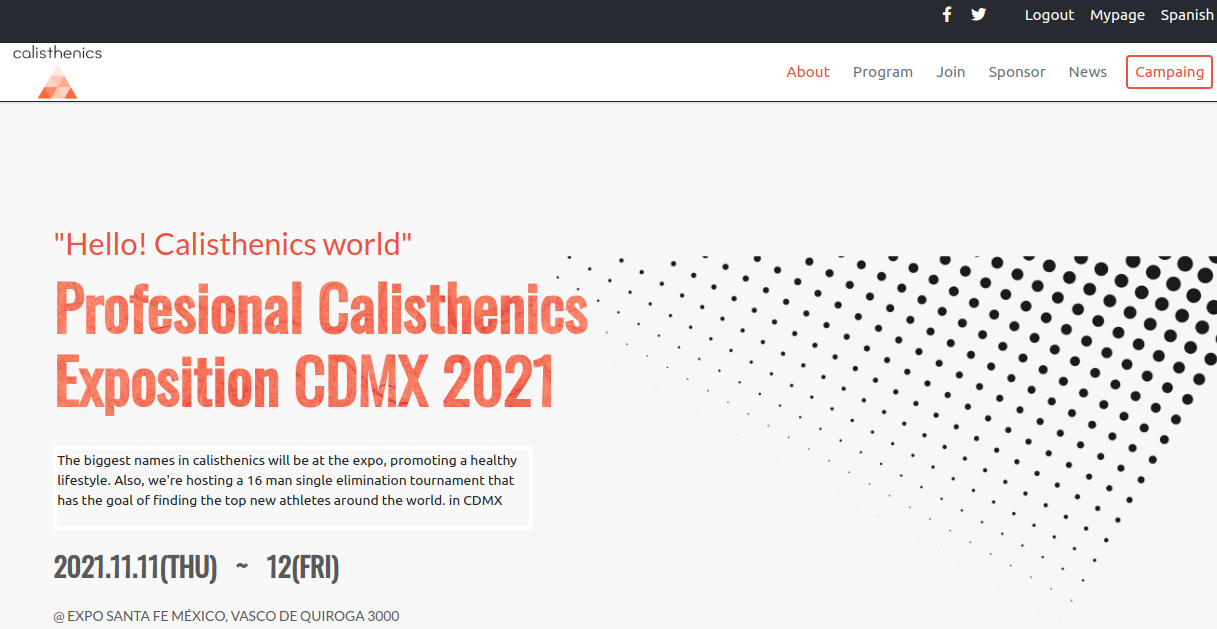 Logout Mypage Spanish
calisthenics
About Program Join Sponsor News Campaing
"Hello! Calisthenics world"
Profesional Calisthenics
Exposition CDMX 2021
The biggest names in calisthenics will be at the expo, promoting a healthy
lifestyle. Also, we're hosting a 16 man single elimination tournament that
has the goal of finding the top new athletes around the world. in CDMX
2021.11.11(THU) ~ 12(FRI)
@ EXPO SANTA FE MÉXICO, VASCO DE QUIROGA 3000